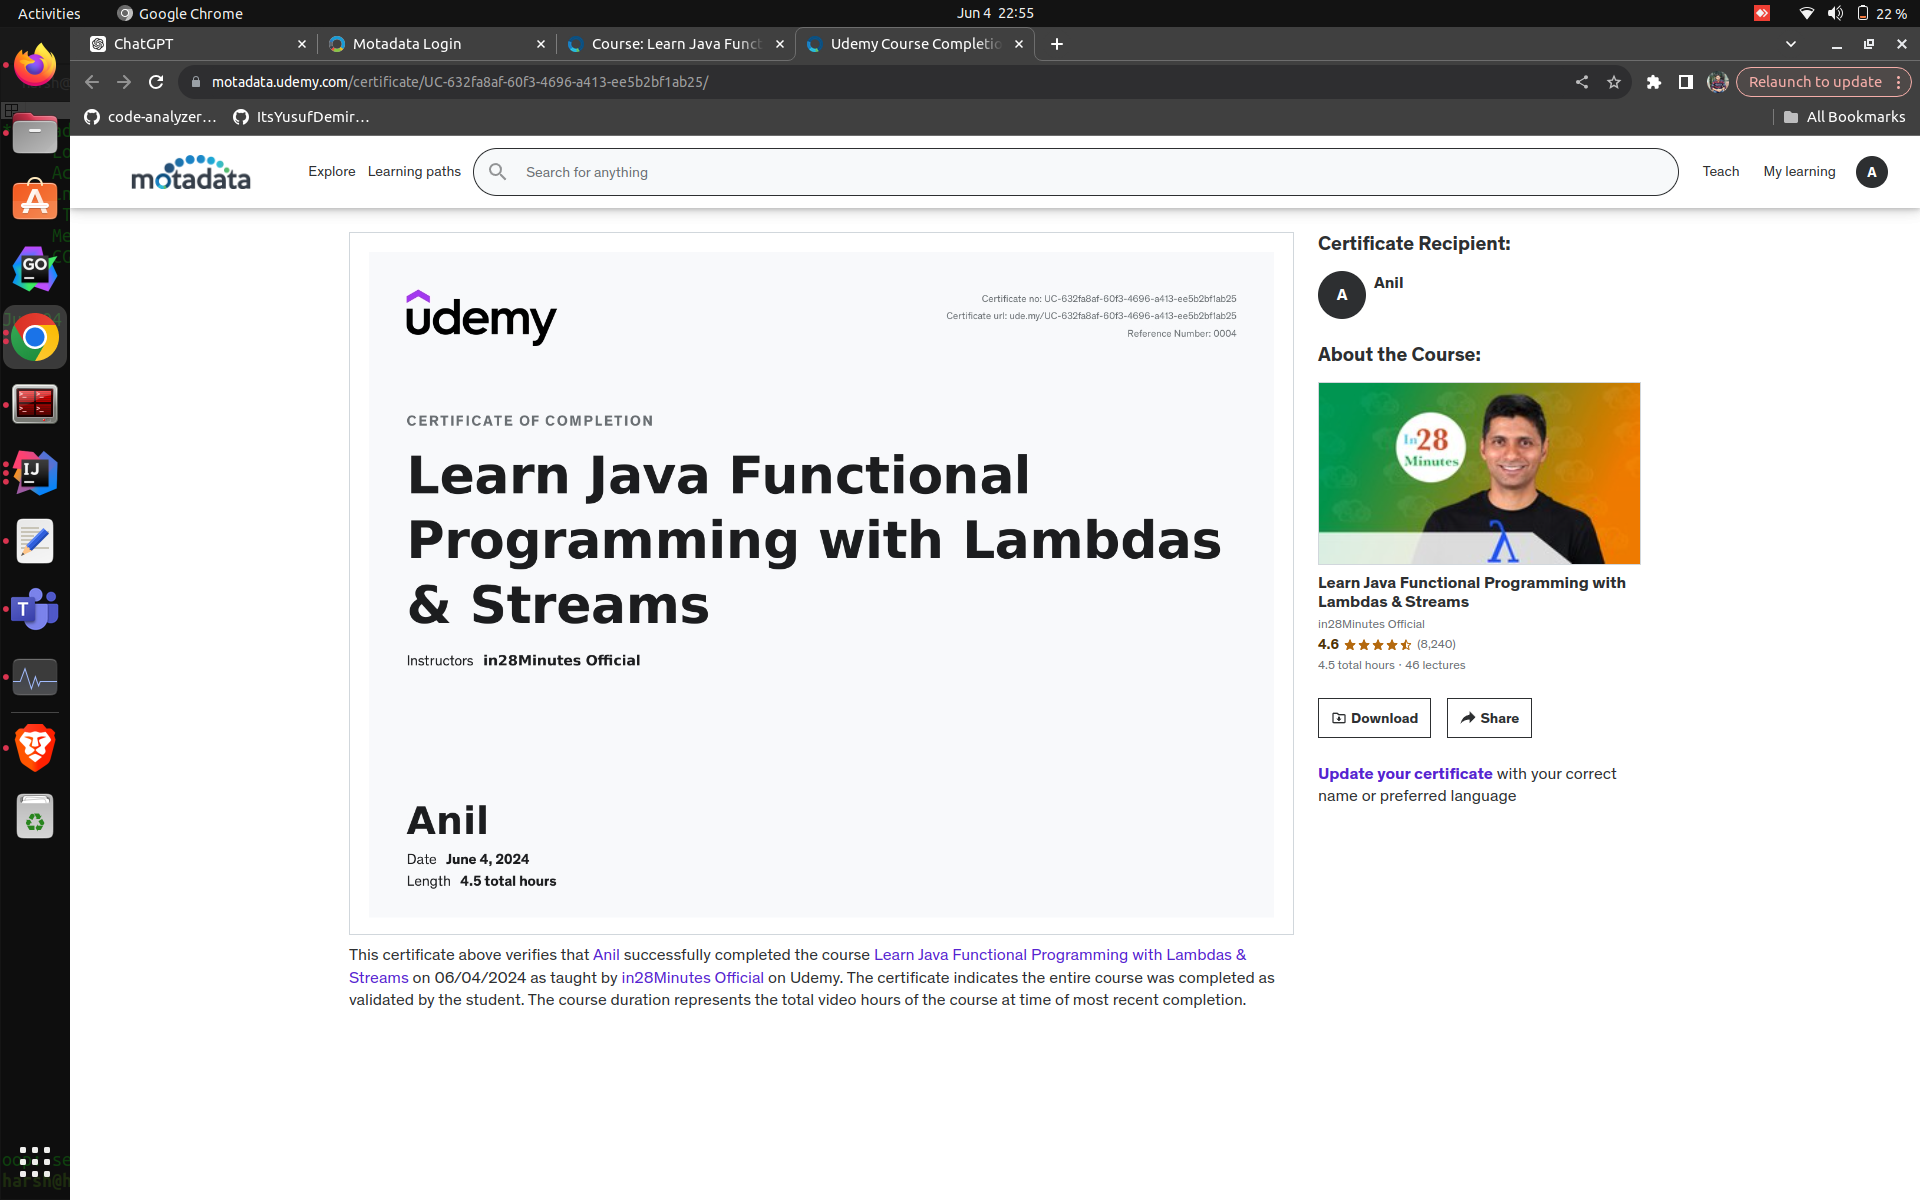 Activities
Google Chrome
Jun 4 22:55
22 %
ChatGPT
Motadata Login
Course: Learn Java Funct
Udemy Course Completio
motadata.udemy.com/certificate/UC-632fa8af-60f3-4696-a413-ee5b2bf1ab25/
Relaunch to update
code-analyzer...
ItsYusufDemir...
All Bookmarks
motadata
Explore
Learning paths
Search for anything
Teach
My learning
A
udemy
Certificate no: UC-632fa8af-60f3-4696-a413-ee5b2bf1ab25
Certificate url: ude.my/UC-632fa8af-60f3-4696-a413-ee5b2bf1ab25
Reference Number: 0004
CERTIFICATE OF COMPLETION
Learn Java Functional
Programming with Lambdas
& Streams
Instructors in28Minutes Official
Anil
Date June 4, 2024
Length 4.5 total hours
This certificate above verifies that Anil successfully completed the course Learn Java Functional Programming with Lambdas &
Streams on 06/04/2024 as taught by in28Minutes Official on Udemy. The certificate indicates the entire course was completed as
validated by the student. The course duration represents the total video hours of the course at time of most recent completion.
Certificate Recipient:
A
Anil
About the Course:
In 28
Minutes
λ
Learn Java Functional Programming with
Lambdas & Streams
in28Minutes Official
4.6 (8,240)
4.5 total hours · 46 lectures
Download
Share
Update your certificate with your correct
name or preferred language
GO
IJ
T